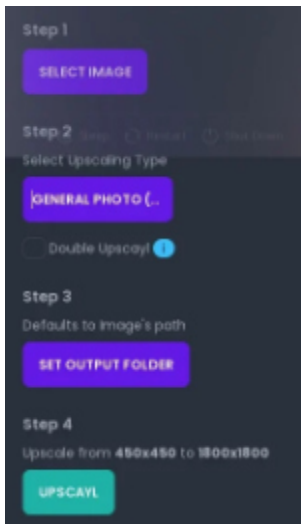 Step 1
SELECT IMAGE
Step 2
Restart
Select Upscaling Type
GENERAL PHOTO (...
Double Upscayl
Step 3
Defaults to Image's path
SET OUTPUT FOLDER
Step 4
Upscale from 450x450 to 1800x1800
UPSCAYL